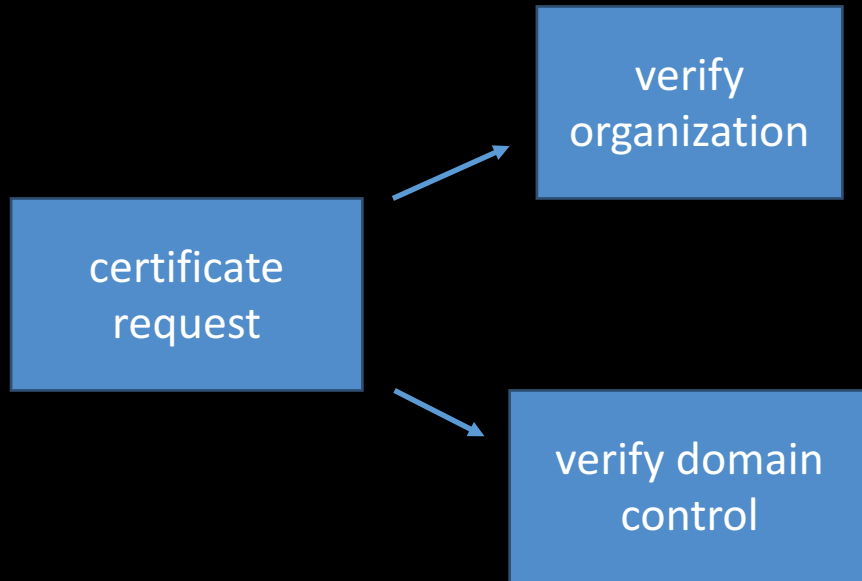 certificate
request
verify
organization
verify domain
control